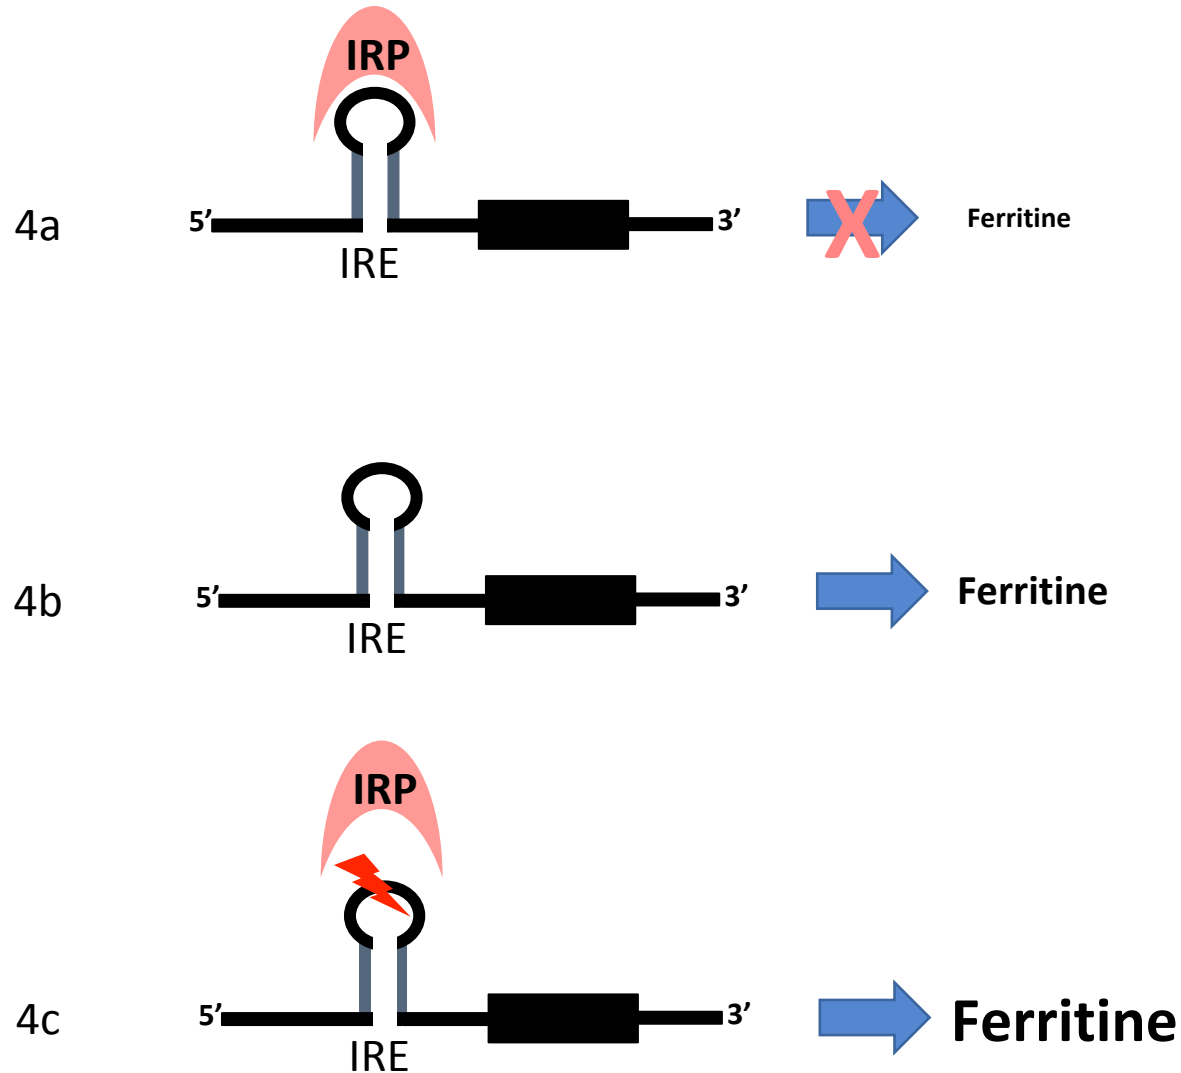 IRP
4a
5’
3’
Ferritine
IRE
4b
5’
3’
Ferritine
IRE
IRP
4c
5’
3’
Ferritine
IRE